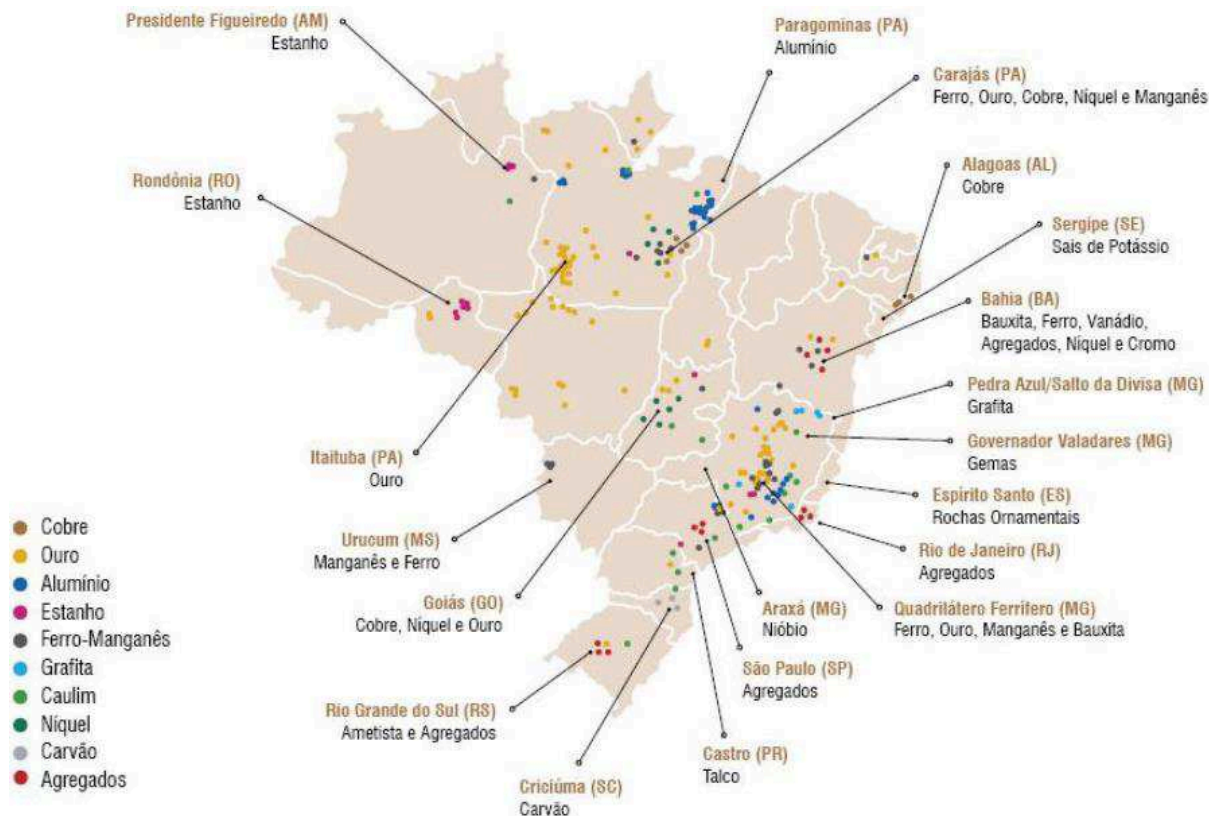 Presidente Figueiredo (AM)
Estanho
Paragominas (PA)
Alumínio
Carajás (PA)
Ferro, Ouro, Cobre, Níquel e Manganês
Rondônia (RO)
Estanho
Alagoas (AL)
Cobre
Sergipe (SE)
Sais de Potássio
Bahia (BA)
Bauxita, Ferro, Vanádio,
Agregados, Níquel e Cromo
Pedra Azul/Salto da Divisa (MG)
Grafita
Governador Valadares (MG)
Gemas
Itaituba (PA)
Ouro
Espírito Santo (ES)
Rochas Ornamentais
Urucum (MS)
Manganês e Ferro
Rio de Janeiro (RJ)
Agregados
Goiás (GO)
Cobre, Níquel e Ouro
Araxá (MG)
Nióbio
Quadrilátero Ferrífero (MG)
Ferro, Ouro, Manganês e Bauxita
São Paulo (SP)
Agregados
Rio Grande do Sul (RS)
Ametista e Agregados
Castro (PR)
Talco
Criciúma (SC)
Carvão
Cobre
Ouro
Alumínio
Estanho
Ferro-Manganês
Grafita
Caulim
Níquel
Carvão
Agregados